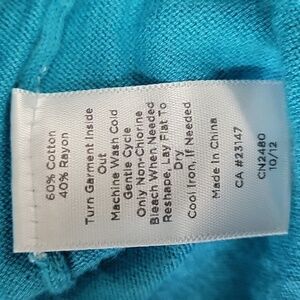 60% Cotton
40% Rayon
Turn Garment Inside
Out
Machine Wash Cold
Gentle Cycle
Only Non-Chlorine
Bleach When Needed
Reshape, Lay Flat To
Dry
Cool Iron, If Needed
Made In China
CA #23147
CN2480
10/12